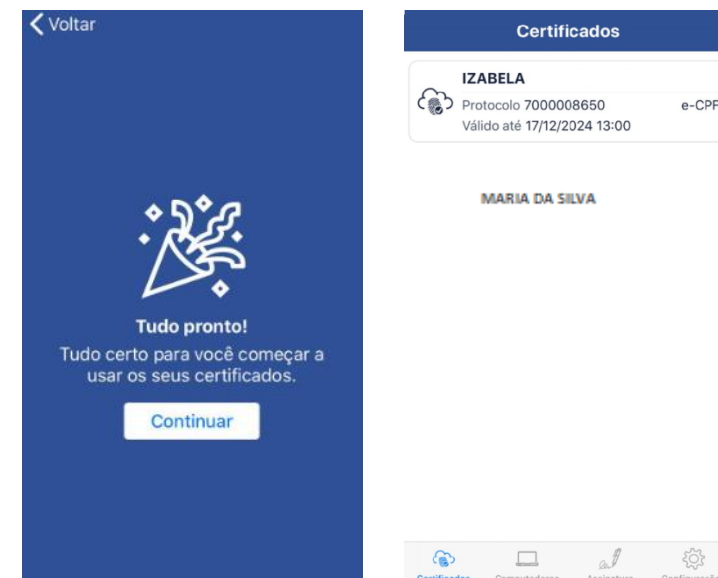 Voltar
Tudo pronto!
Tudo certo para você começar a
usar os seus certificados.
Continuar
Certificados
IZABELA
Protocolo 7000008650 e-CPF
Válido até 17/12/2024 13:00
MARIA DA SILVA